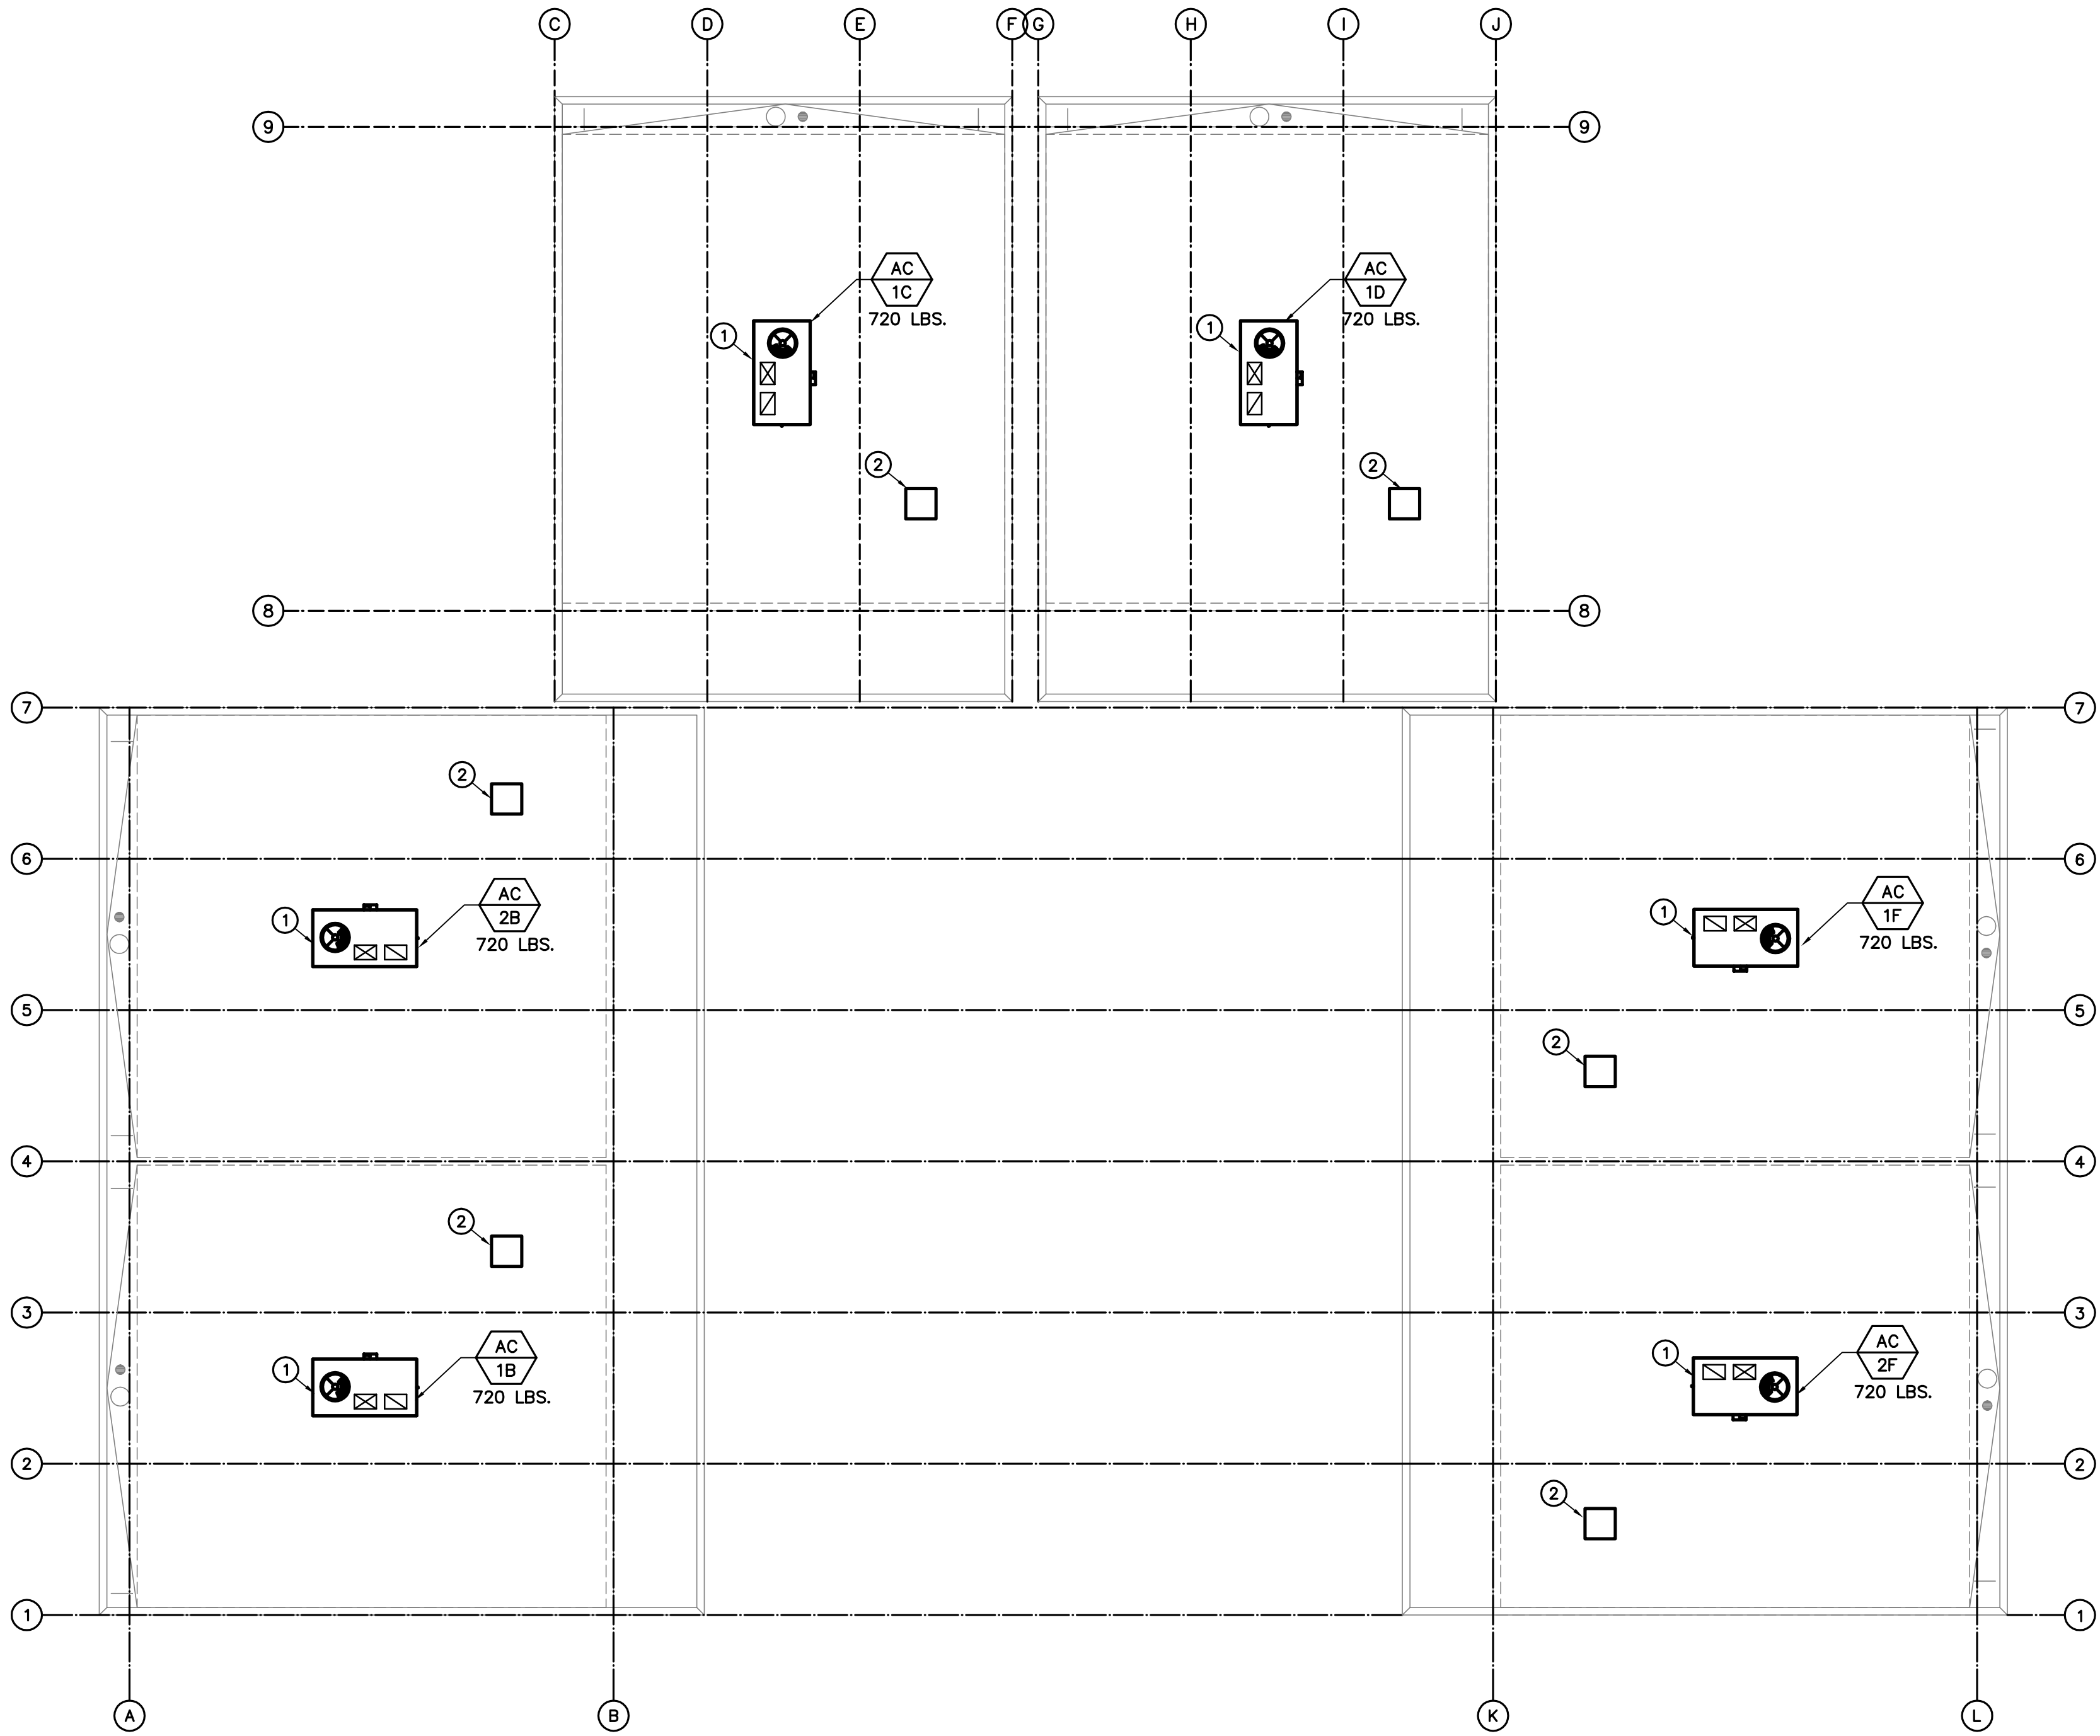 C D E F G H I J
9 9
AC AC
1C 1D
1 720 LBS. 1 720 LBS.
2 2
8 8
7 7
2
6 6
AC AC
1 2B 1 1F
720 LBS. 720 LBS.
5 5
2
4 4
2
3 3
AC AC
1 1B 1 2F
720 LBS. 720 LBS.
2 2
2
1 1
A B K L